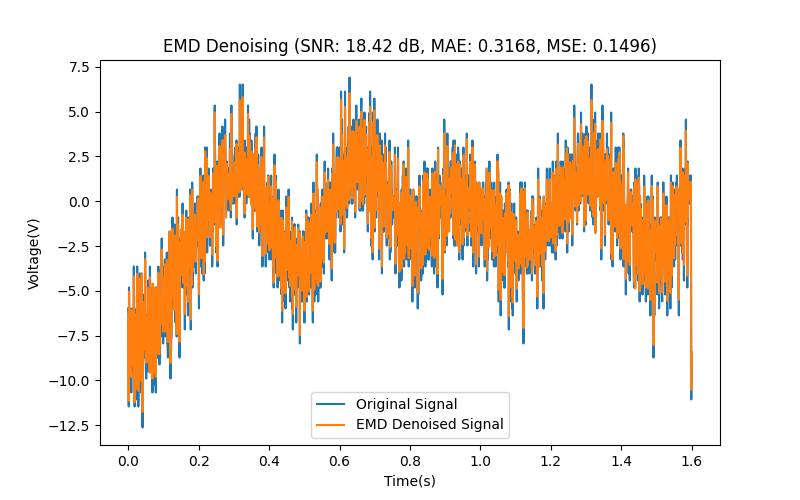 EMD Denoising (SNR: 18.42 dB, MAE: 0.3168, MSE: 0.1496)
7.5
5.0
2.5
0.0
−2.5
−5.0
−7.5
−10.0
−12.5
Voltage(V)
Original Signal
EMD Denoised Signal
0.0 0.2 0.4 0.6 0.8 1.0 1.2 1.4 1.6
Time(s)